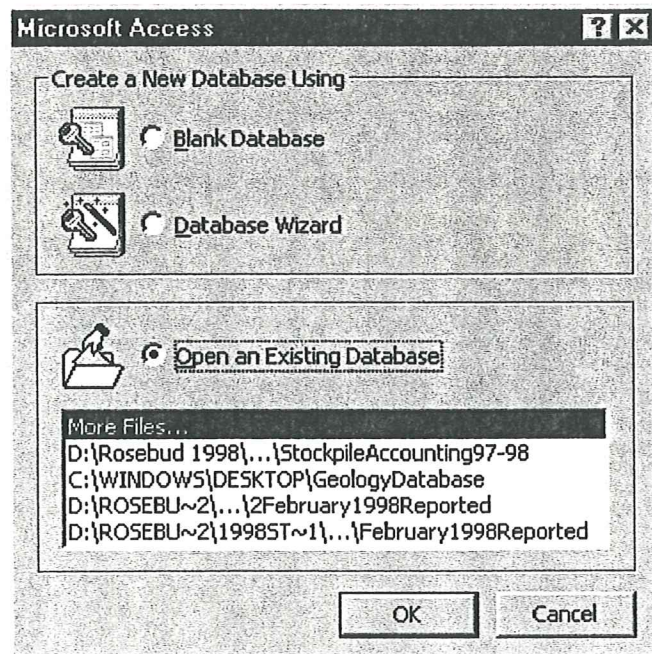 Microsoft Access
Create a New Database Using
Blank Database
Database Wizard
Open an Existing Database
More Files...
D:\Rosebud 1998\...\StockpileAccounting97-98
C:\WINDOWS\DESKTOP\GeologyDatabase
D:\ROSEBU~2\...\2February1998Reported
D:\ROSEBU~2\1998ST~1\...\February1998Reported
OK Cancel